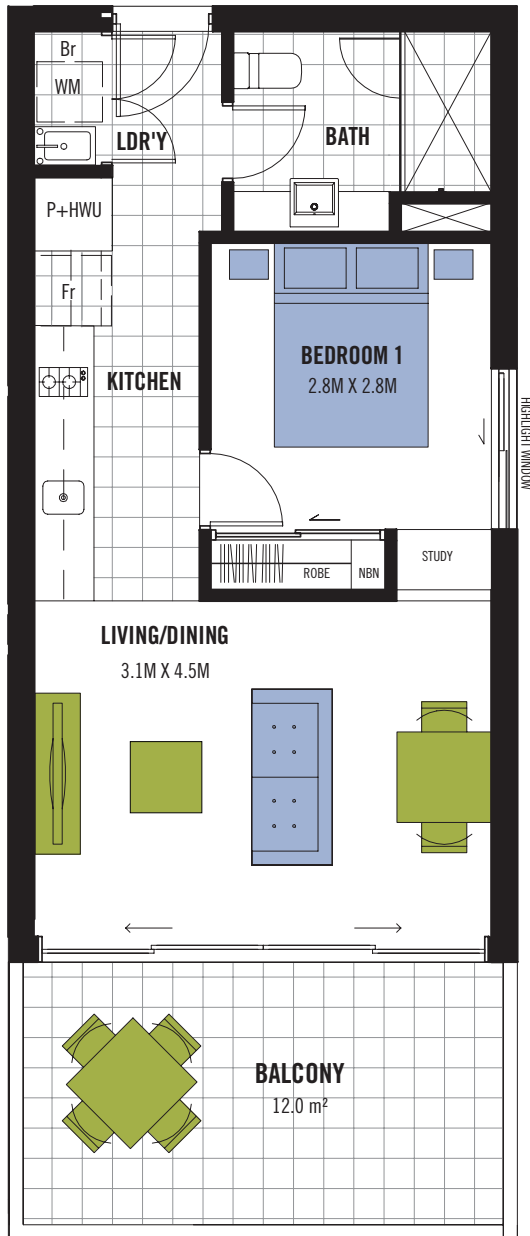 Br
WM
LDR'Y
BATH
P+HWU
Fr
KITCHEN
BEDROOM 1
2.8M X 2.8M
HIGHLIGHT WINDOW
STUDY
ROBE
NBN
LIVING/DINING
3.1M X 4.5M
BALCONY
12.0 m²